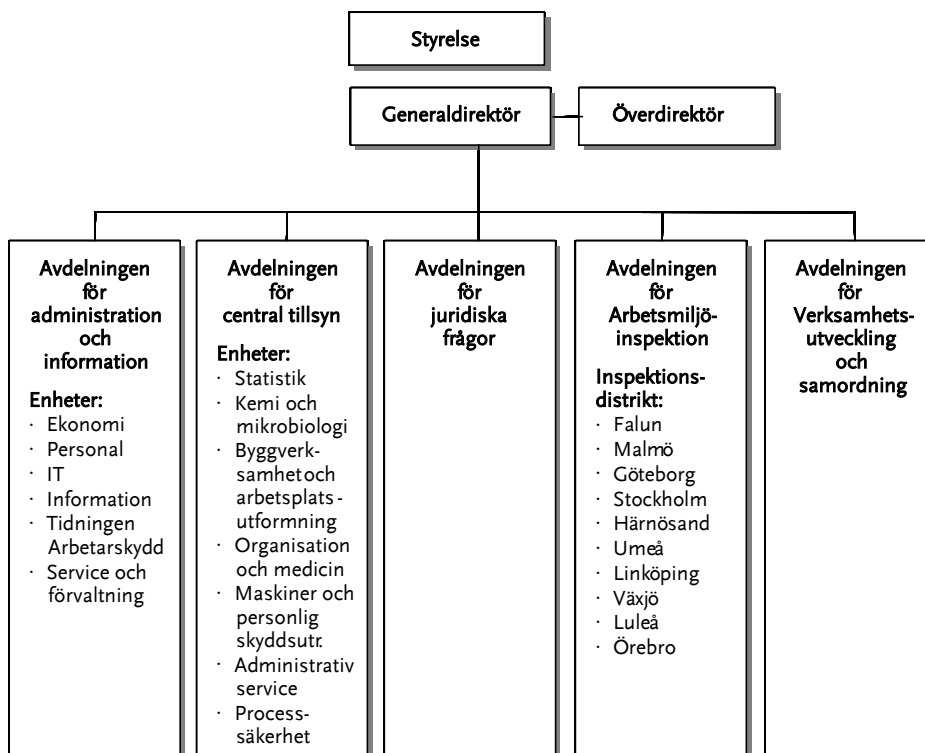 Styrelse
Generaldirektör
Överdirektör
Avdelningen
för
administration
och
information
Enheter:
· Ekonomi
· Personal
· IT
· Information
· Tidningen
Arbetarskydd
· Service och
förvaltning
Avdelningen
för
central tillsyn
Enheter:
· Statistik
· Kemi och
mikrobiologi
· Byggverk-
samhet och
arbetsplats-
utformning
· Organisation
och medicin
· Maskiner och
personlig
skyddsutr.
· Administrativ
service
· Process-
säkerhet
Avdelningen
för
juridiska
frågor
Avdelningen
för
Arbetsmiljö-
inspektion
Inspektions-
distrikt:
· Falun
· Malmö
· Göteborg
· Stockholm
· Härnösand
· Umeå
· Linköping
· Växjö
· Luleå
· Örebro
Avdelningen
för
Verksamhets-
utveckling
och
samordning